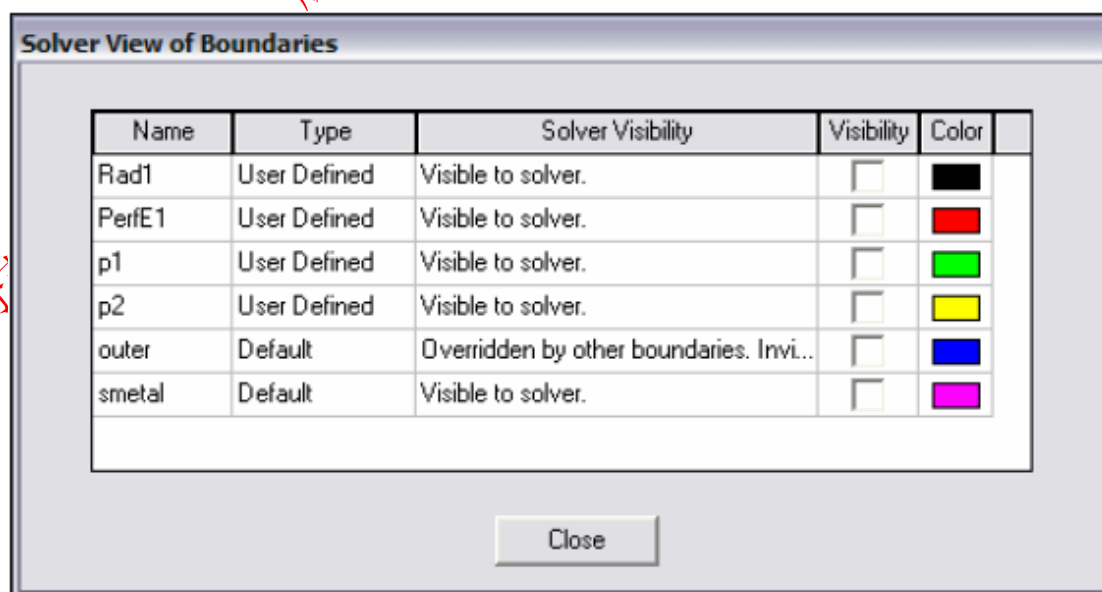 Solver View of Boundaries
Name Type Solver Visibility Visibility Color
Rad1 User Defined Visible to solver.
PerfE1 User Defined Visible to solver.
p1 User Defined Visible to solver.
p2 User Defined Visible to solver.
outer Default Overridden by other boundaries. Invi...
smetal Default Visible to solver.
Close